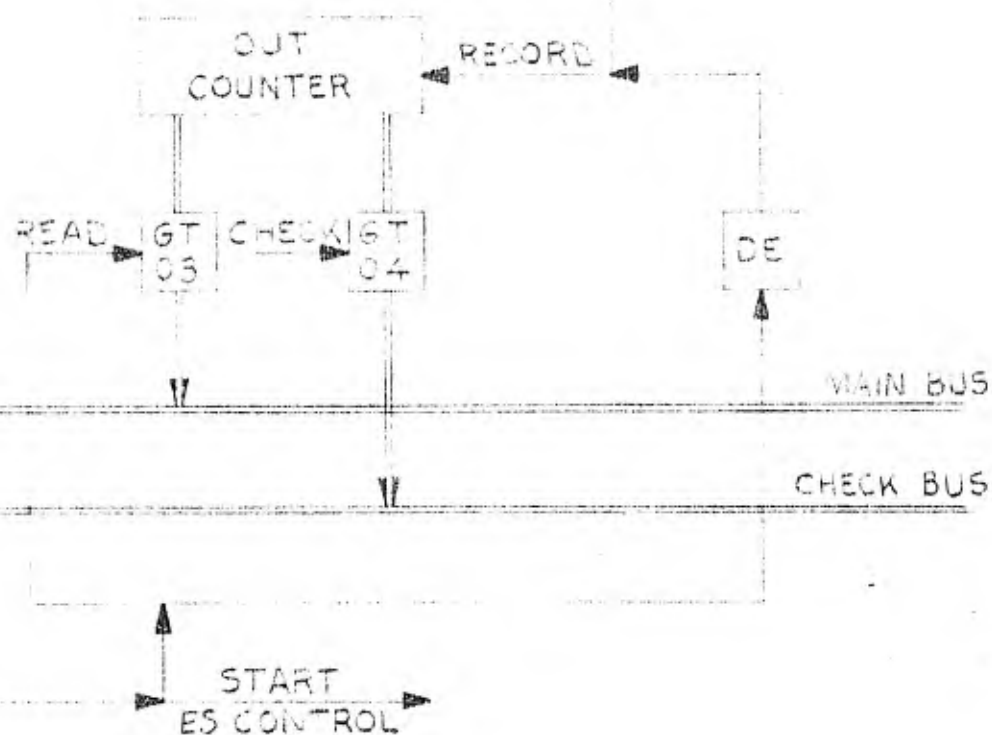 OUT
COUNTER
RECORD
READ
GT
03
CHECK
GT
04
DE
MAIN BUS
CHECK BUS
START
ES CONTROL